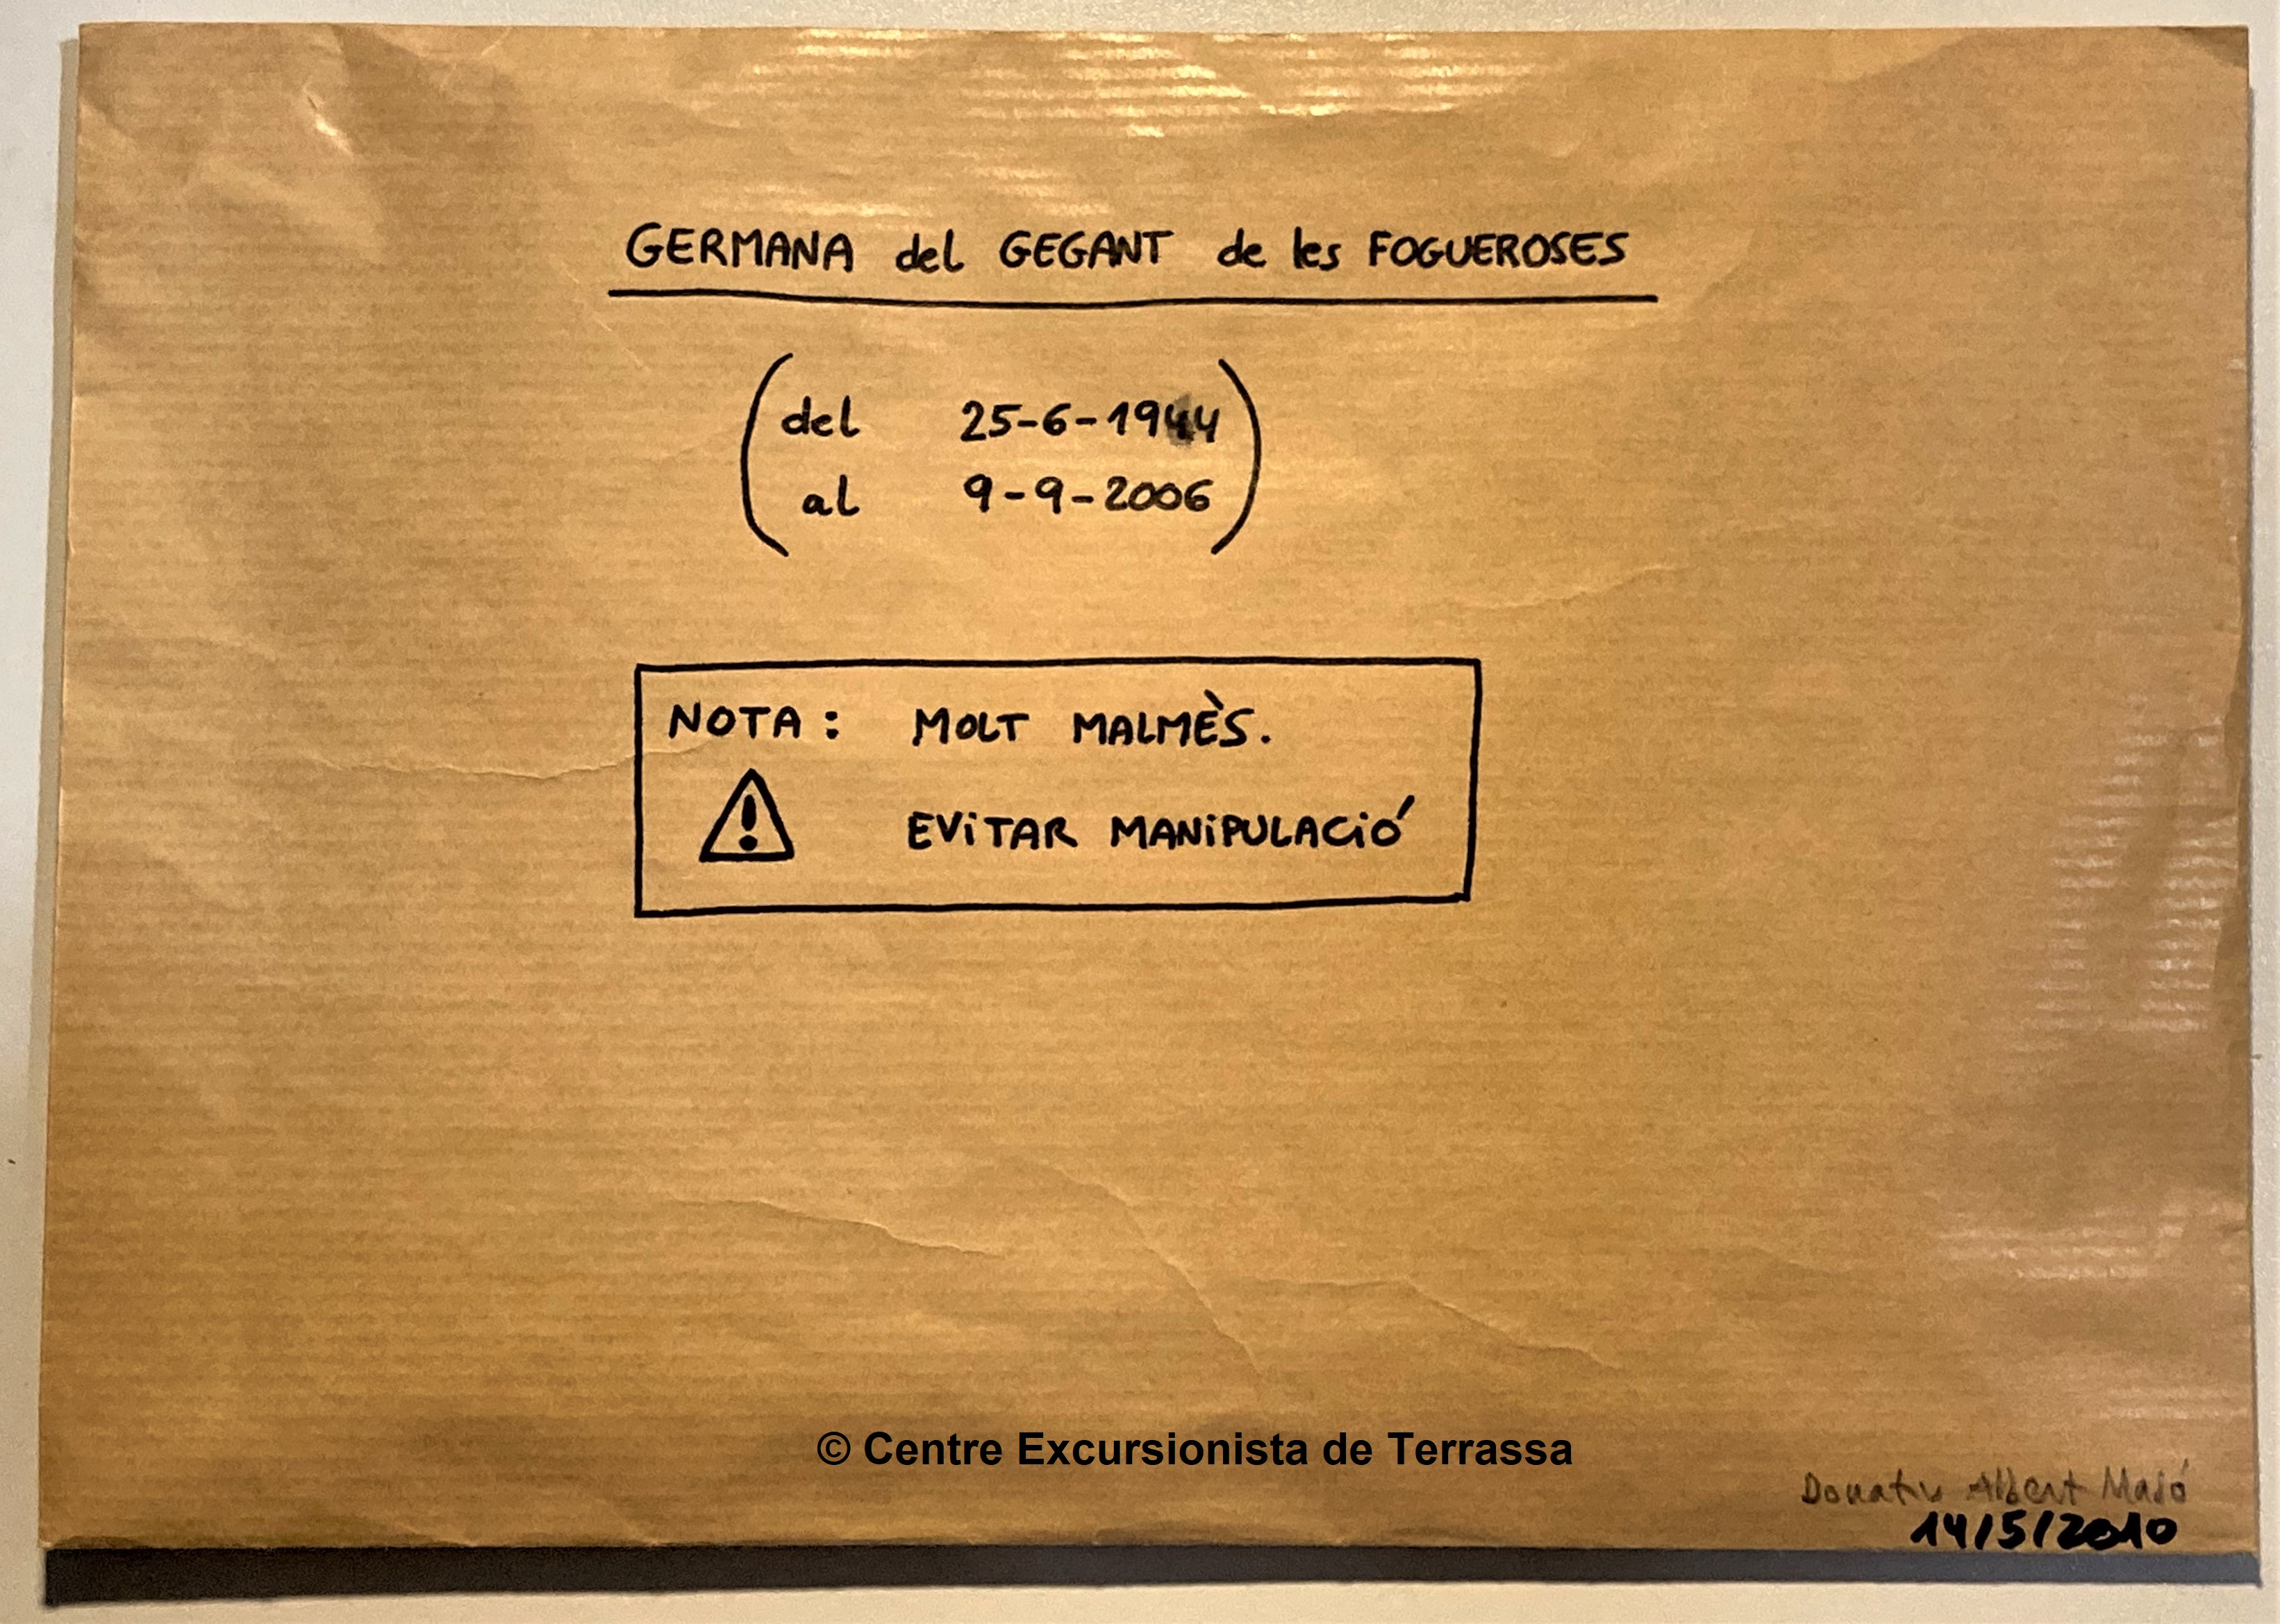 GERMANA del GEGANT de les FOGUEROSES
(del 25-6-1944
al 9-9-2006)
NOTA: MOLT MALMÈS.
EViTAR MANiPULACiÓ
© Centre Excursionista de Terrassa
Donatiu Albert Masó
14/5/2010